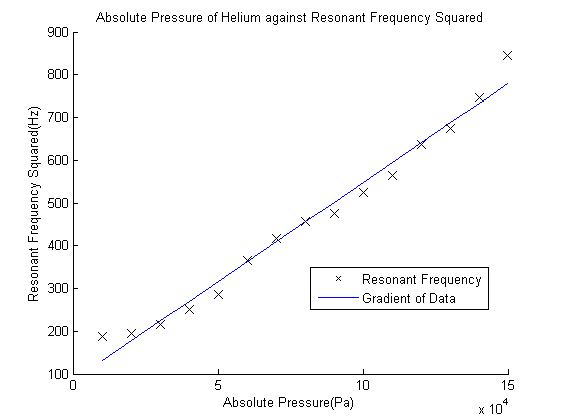 Absolute Pressure of Helium against Resonant Frequency Squared
900
800
700
600
500
400
300
200
100
Resonant Frequency Squared(Hz)
Resonant Frequency
Gradient of Data
0
5
10
15
x 10^4
Absolute Pressure(Pa)